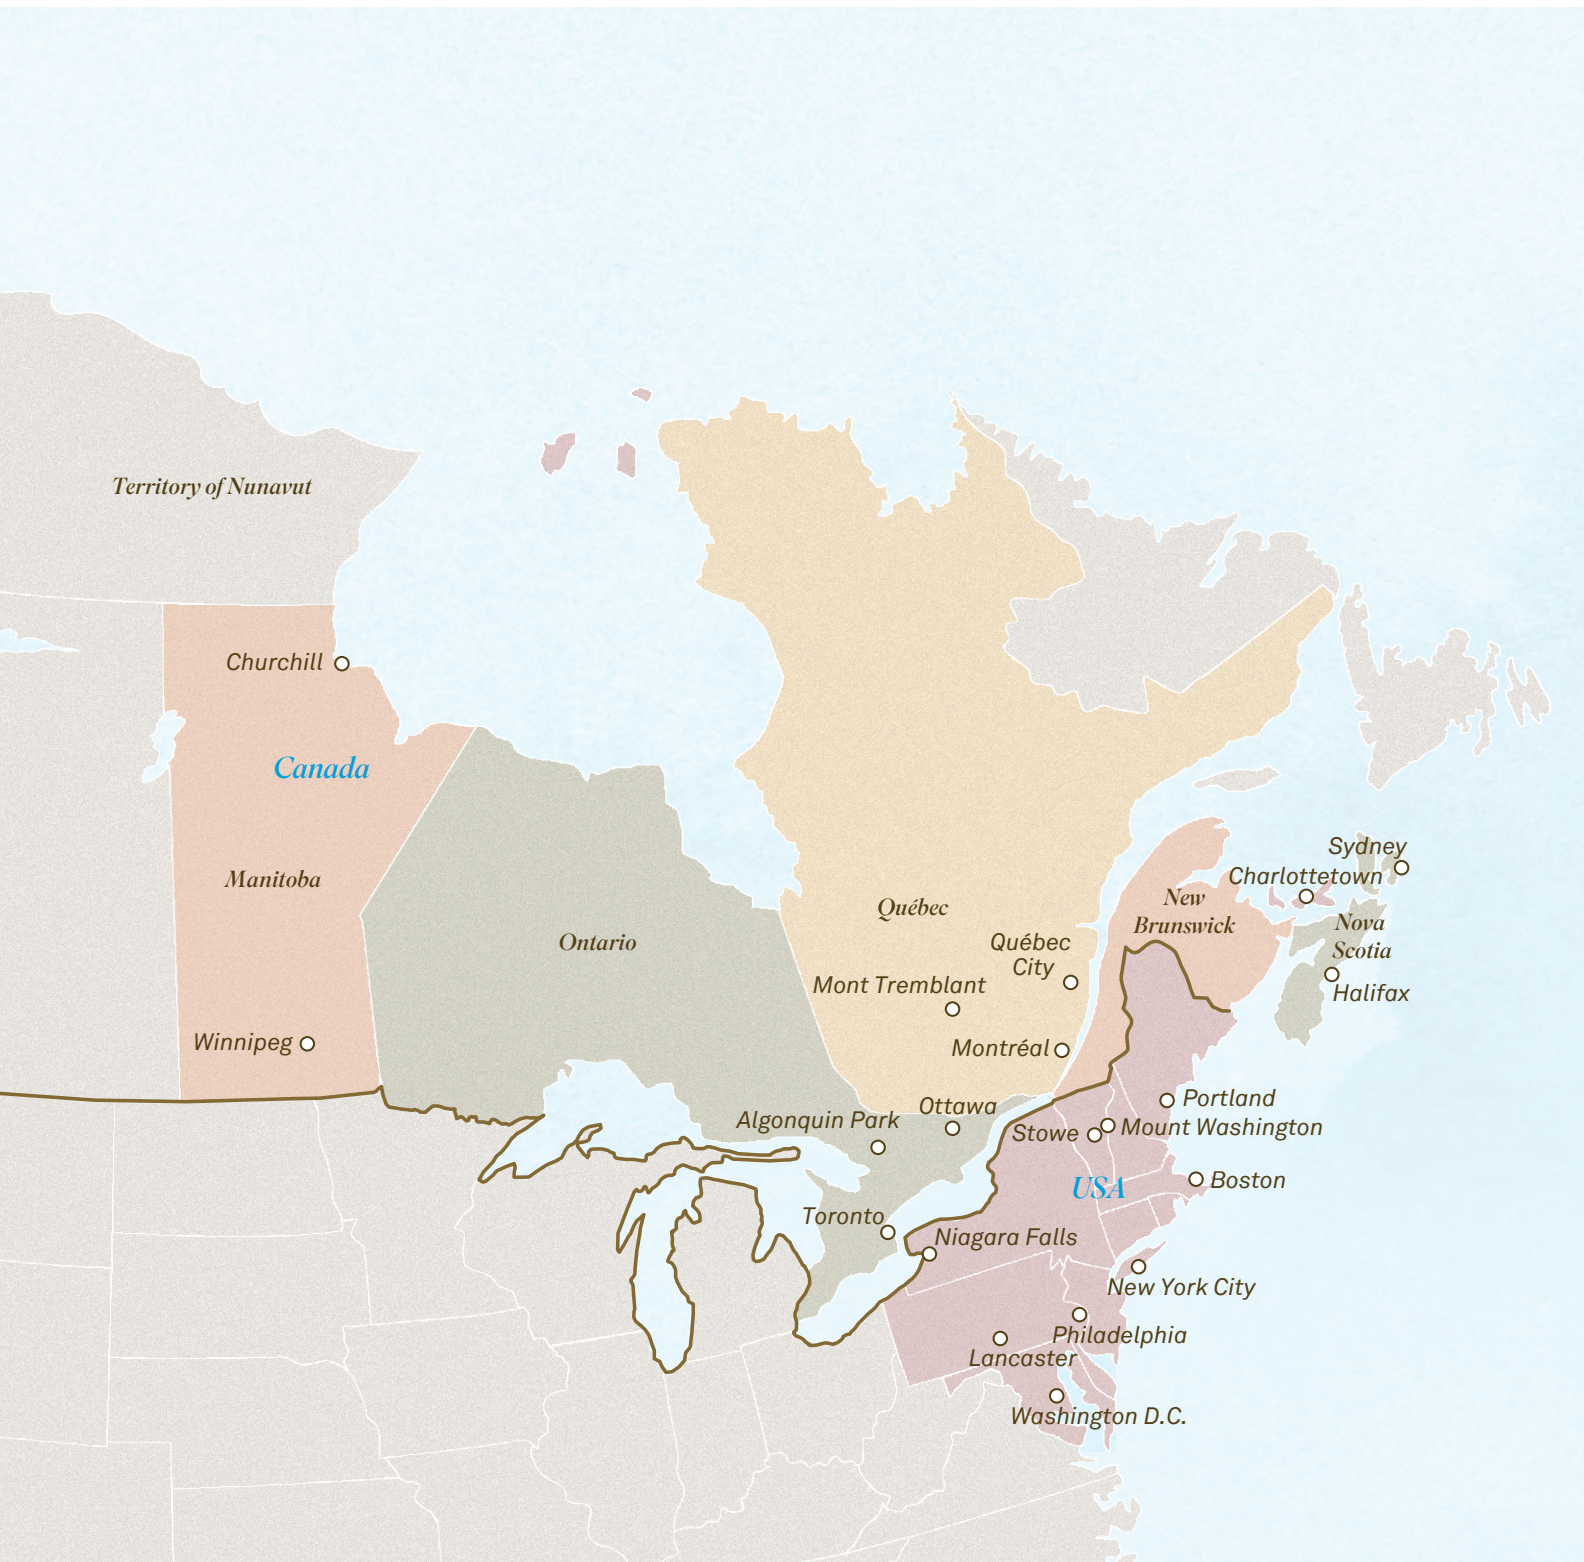 Territory of Nunavut
Churchill
Canada
Sydney
Charlottetown
Manitoba
Québec
New
Brunswick
Nova
Scotia
Ontario
Québec
City
Mont Tremblant
Halifax
Winnipeg
Montréal
Ottawa
Portland
Algonquin Park
Stowe
Mount Washington
USA
Boston
Toronto
Niagara Falls
New York City
Philadelphia
Lancaster
Washington D.C.